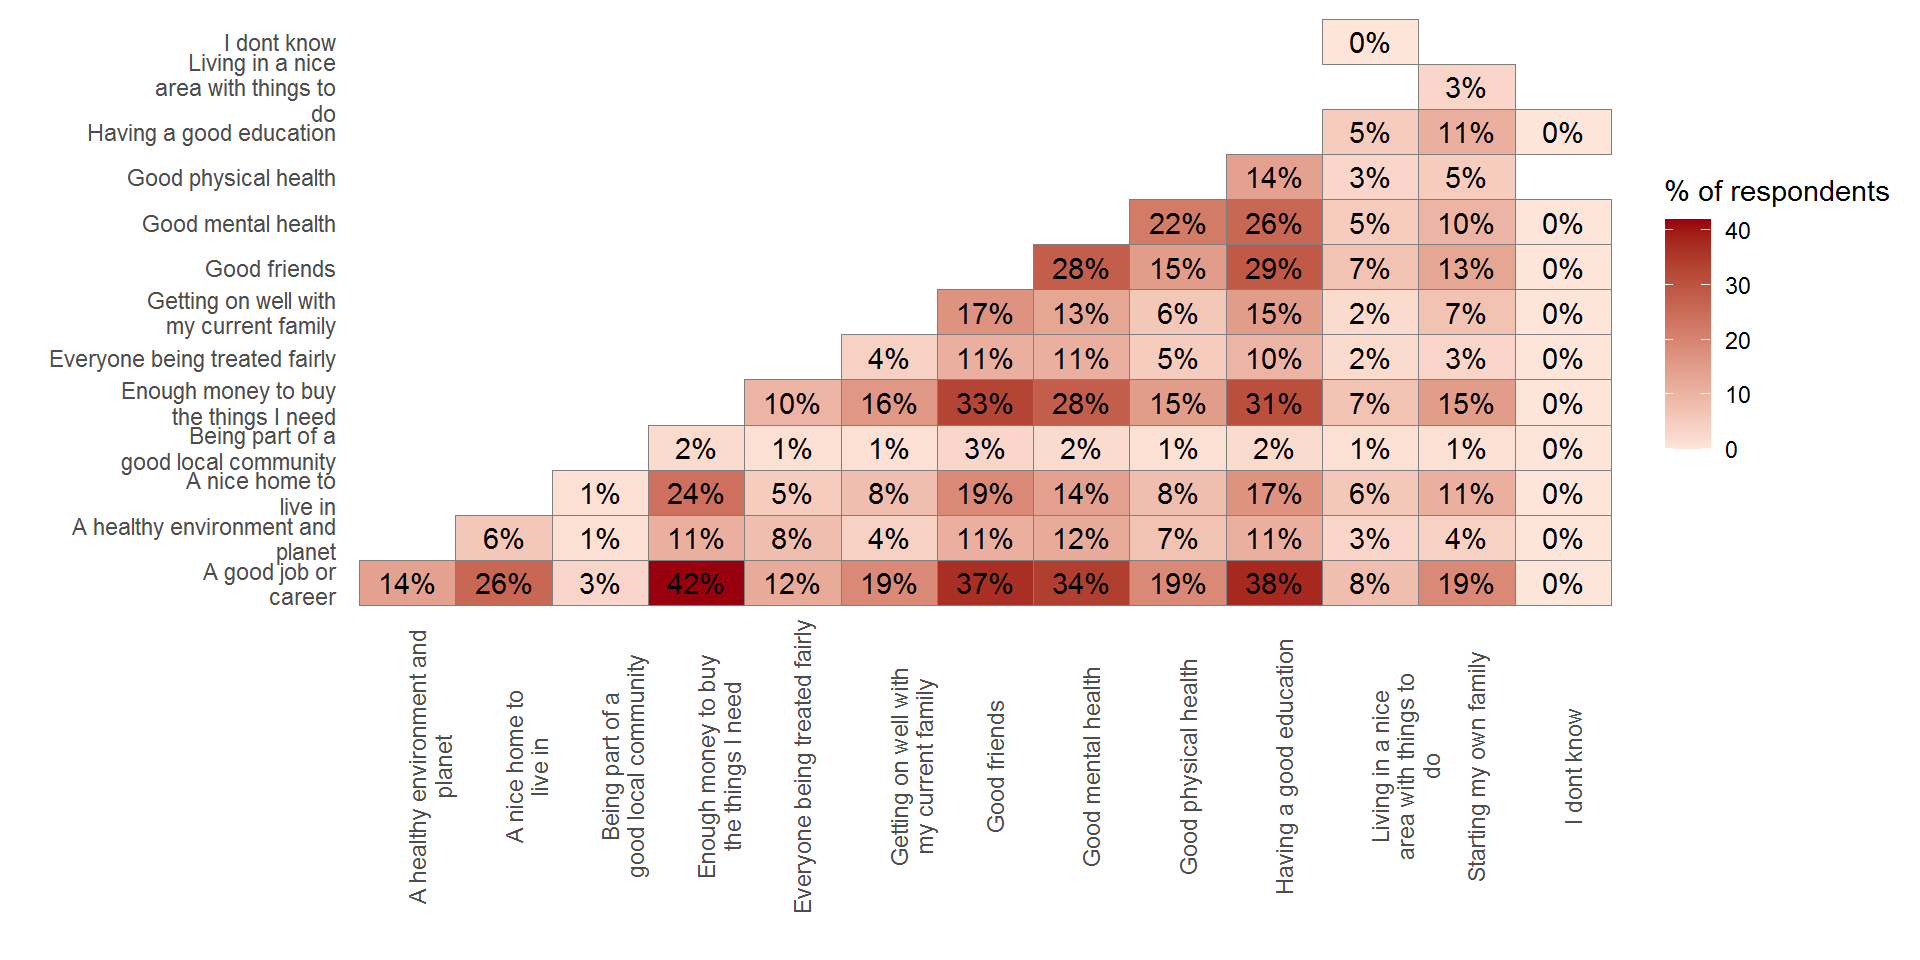 I dont know
0%
Living in a nice
area with things to
do
3%
Having a good education
5% 11% 0%
Good physical health
14% 3% 5%
Good mental health
22% 26% 5% 10% 0%
Good friends
28% 15% 29% 7% 13% 0%
Getting on well with
my current family
17% 13% 6% 15% 2% 7% 0%
Everyone being treated fairly
4% 11% 11% 5% 10% 2% 3% 0%
Enough money to buy
the things I need
10% 16% 33% 28% 15% 31% 7% 15% 0%
Being part of a
good local community
2% 1% 1% 3% 2% 1% 2% 1% 1% 0%
A nice home to
live in
1% 24% 5% 8% 19% 14% 8% 17% 6% 11% 0%
A healthy environment and
planet
6% 1% 11% 8% 4% 11% 12% 7% 11% 3% 4% 0%
A good job or
career
14% 26% 3% 42% 12% 19% 37% 34% 19% 38% 8% 19% 0%
A healthy environment and
planet
A nice home to
live in
Being part of a
good local community
Enough money to buy
the things I need
Everyone being treated fairly
Getting on well with
my current family
Good friends
Good mental health
Good physical health
Having a good education
Living in a nice
area with things to
do
Starting my own family
I dont know
% of respondents
40
30
20
10
0